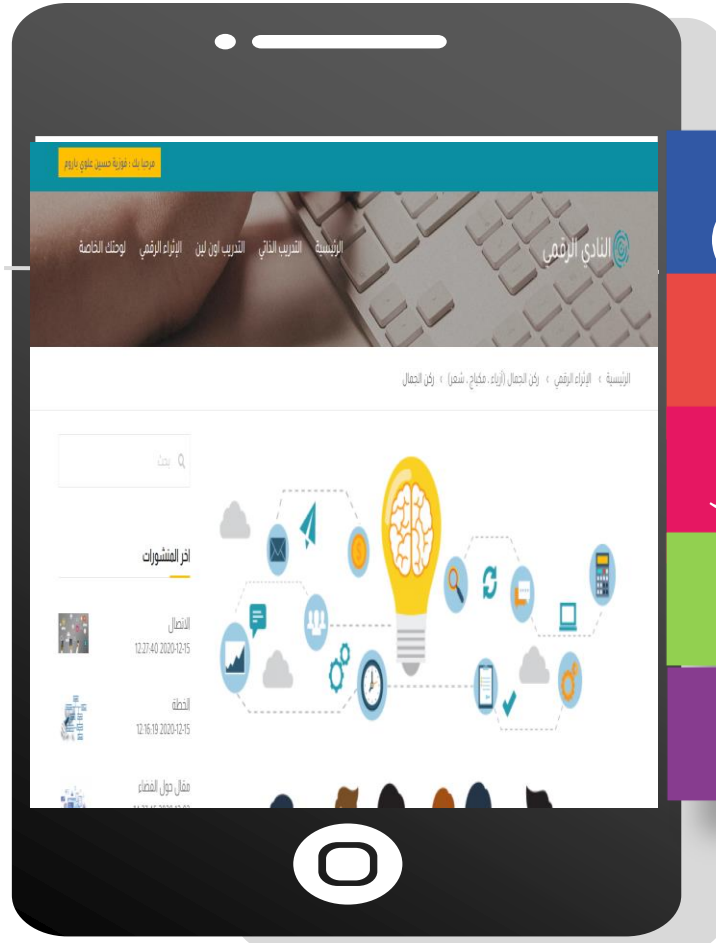 مرحبا بك : فوزية حسين علوي باروم
النادي الرقمي
الرئيسية التدريب الذاتي التدريب اون لين الإثراء الرقمي لوحتك الخاصة
الرئيسية › الإثراء الرقمي › ركن الجمال (أزياء . مكياج . شعر) › ركن الجمال
بحث
اخر المنشورات
الاتصال
2020-12-15 12:27:40
الخطة
2020-12-15 12:16:19
مقال حول الفضاء